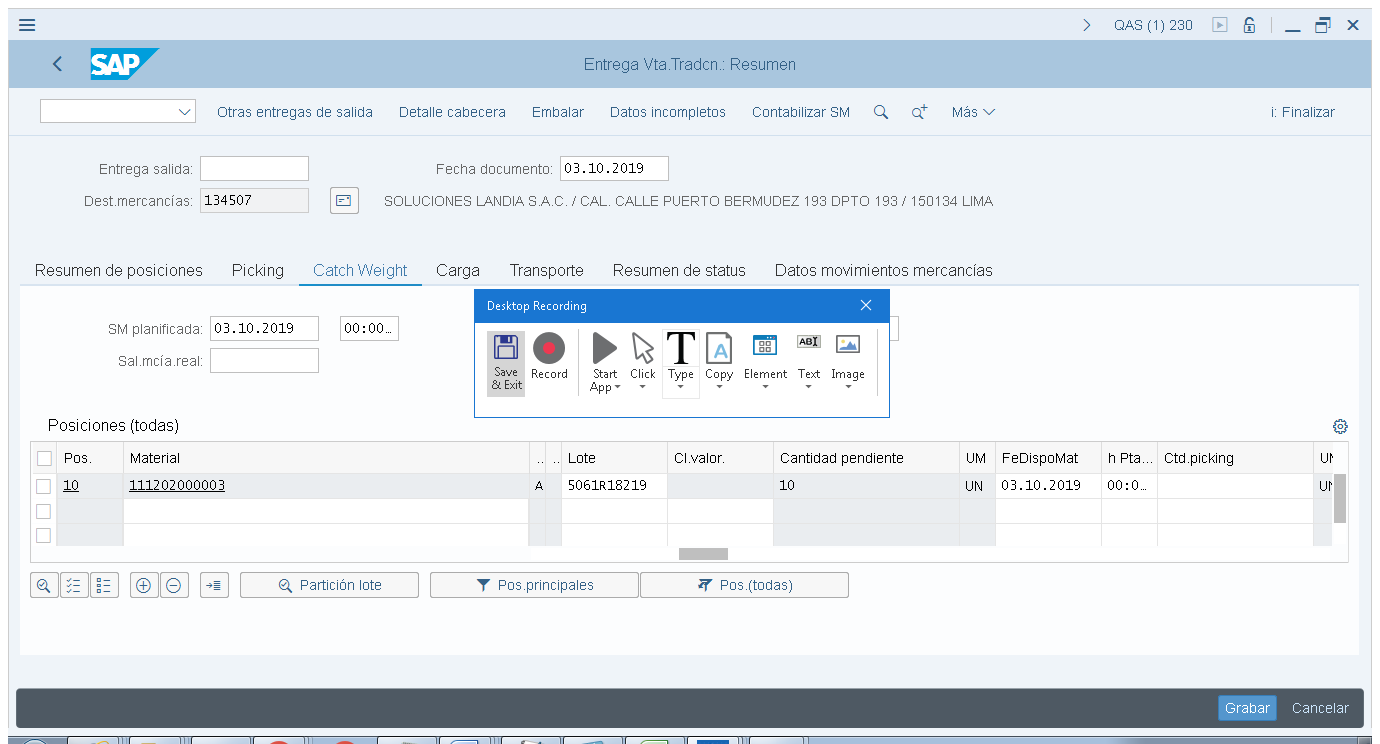 QAS (1) 230
SAP
Entrega Vta.Tradcn.: Resumen
Otras entregas de salida Detalle cabecera Embalar Datos incompletos Contabilizar SM Más i: Finalizar
Entrega salida: Fecha documento: 03.10.2019
Dest.mercancías: 134507 SOLUCIONES LANDIA S.A.C. / CAL. CALLE PUERTO BERMUDEZ 193 DPTO 193 / 150134 LIMA
Resumen de posiciones Picking Catch Weight Carga Transporte Resumen de status Datos movimientos mercancías
Desktop Recording
SM planificada: 03.10.2019 00:00..
Sal.mcía.real:
Save & Exit Record Start App Click Type Copy Element Text Image
Posiciones (todas)
Pos. Material .. .. Lote Cl.valor. Cantidad pendiente UM FeDispoMat h Pta... Ctd.picking UN
10 111202000003 A 5061R18219 10 UN 03.10.2019 00:0.. UN
Partición lote Pos.principales Pos.(todas)
Grabar Cancelar